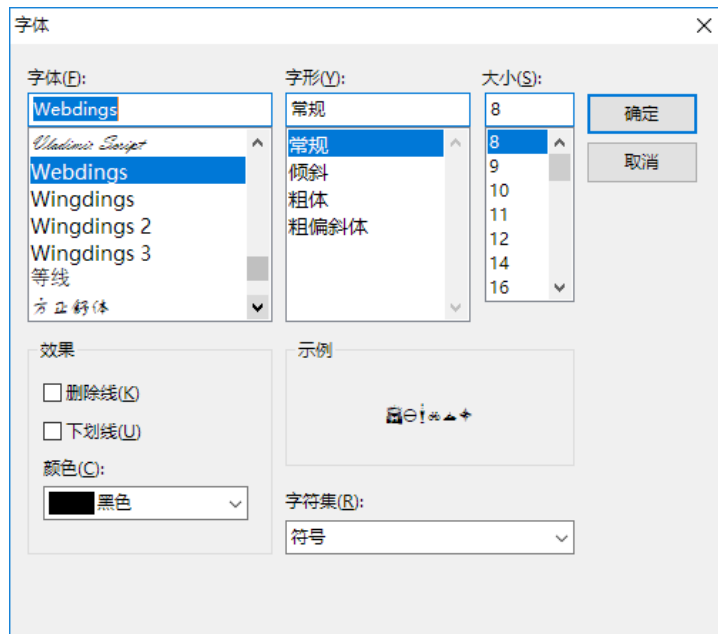 字体
字体(F):
字形(Y):
大小(S):
Webdings
常规
8
确定
Vladimir Script
Webdings
Wingdings
Wingdings 2
Wingdings 3
等线
方正舒体
常规
倾斜
粗体
粗偏斜体
8
9
10
11
12
14
16
取消
效果
删除线(K)
下划线(U)
颜色(C):
黑色
示例
字符集(R):
符号